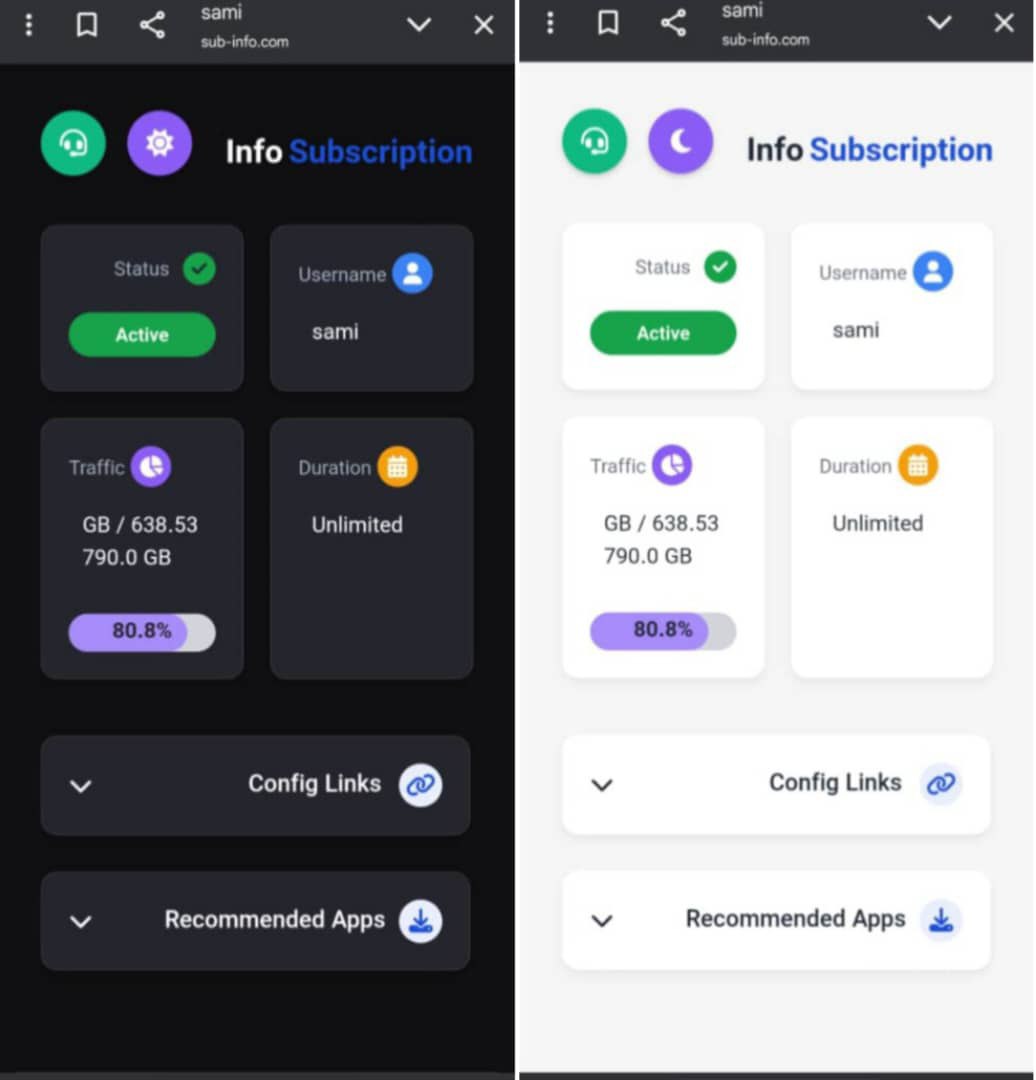 sami
sub-info.com
Info Subscription
Status
Active
Username
sami
Traffic
GB / 638.53
790.0 GB
80.8%
Duration
Unlimited
Config Links
Recommended Apps
sami
sub-info.com
Info Subscription
Status
Active
Username
sami
Traffic
GB / 638.53
790.0 GB
80.8%
Duration
Unlimited
Config Links
Recommended Apps